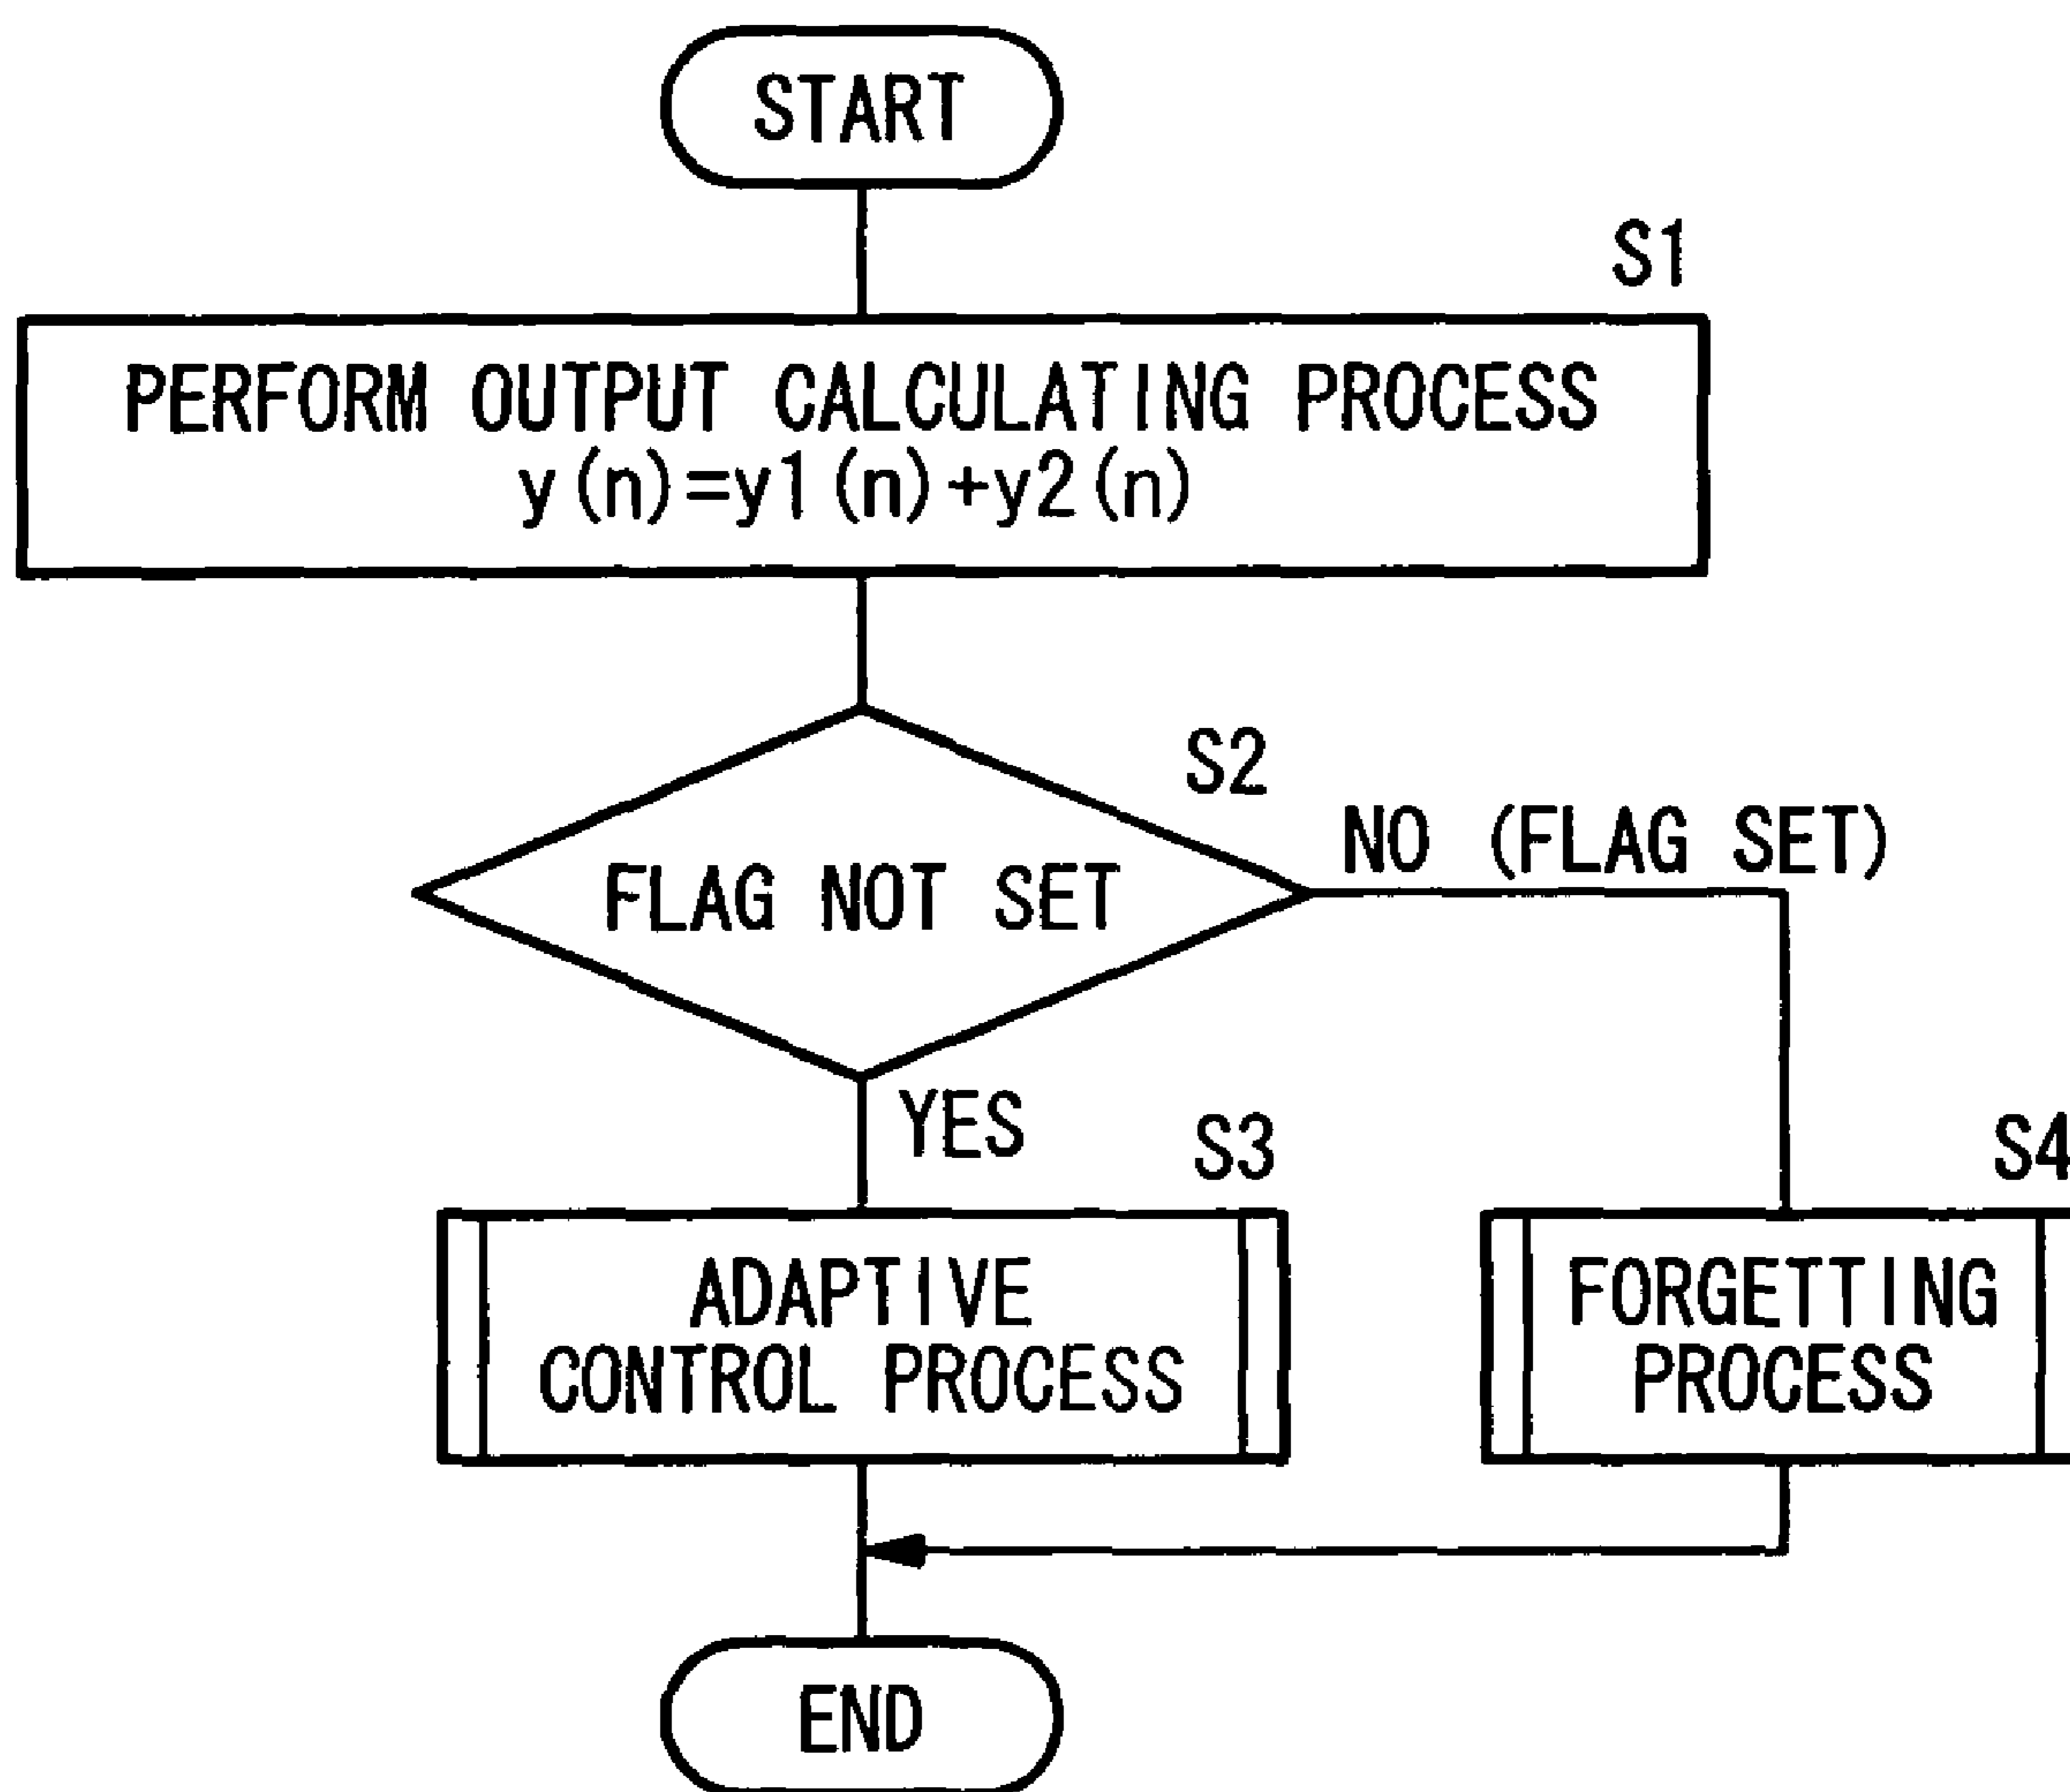 START
S1
PERFORM OUTPUT CALCULATING PROCESS
y(n)=y1(n)+y2(n)
S2
NO (FLAG SET)
FLAG NOT SET
YES
S3
S4
ADAPTIVE
CONTROL PROCESS
FORGETTING
PROCESS
END